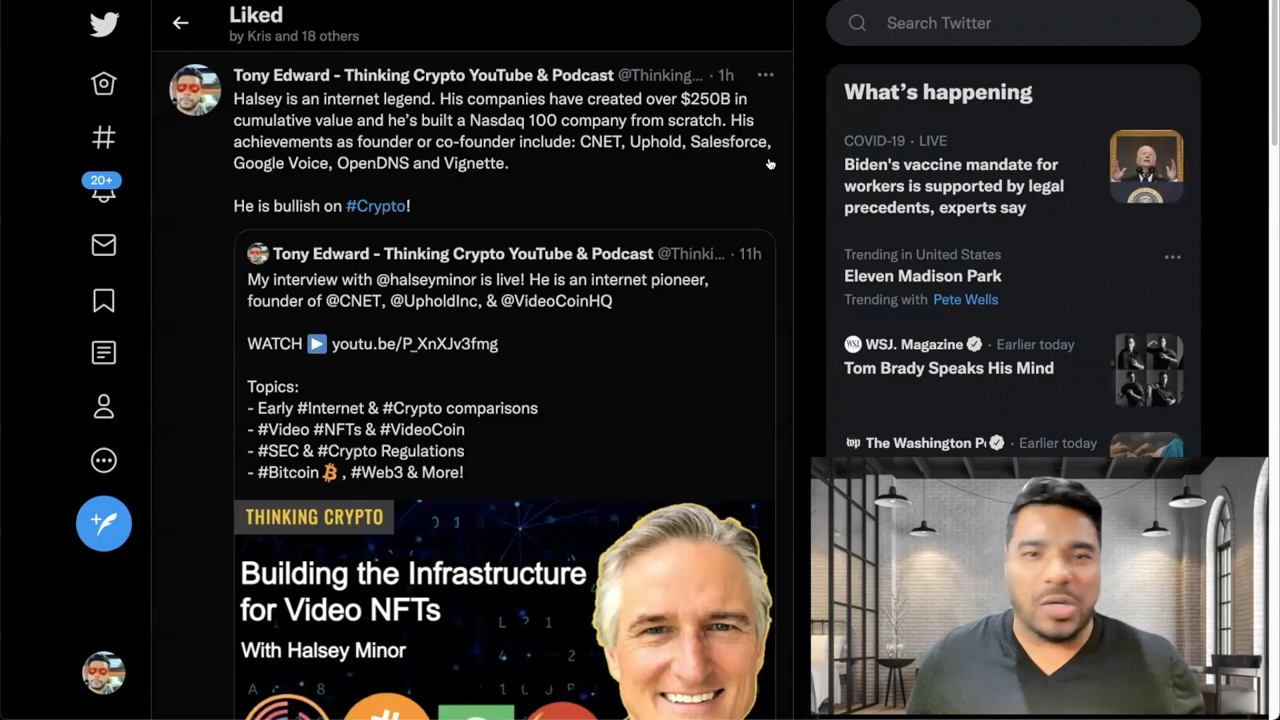 Liked
by Kris and 18 others
Search Twitter
20+
Tony Edward - Thinking Crypto YouTube & Podcast @Thinking... · 1h
Halsey is an internet legend. His companies have created over $250B in
cumulative value and he's built a Nasdaq 100 company from scratch. His
achievements as founder or co-founder include: CNET, Uphold, Salesforce,
Google Voice, OpenDNS and Vignette.
He is bullish on #Crypto!
Tony Edward - Thinking Crypto YouTube & Podcast @Thinki... · 11h
My interview with @halseyminor is live! He is an internet pioneer,
founder of @CNET, @UpholdInc, & @VideoCoinHQ
WATCH ▶ youtu.be/P_XnXJv3fmg
Topics:
- Early #Internet & #Crypto comparisons
- #Video #NFTs & #VideoCoin
- #SEC & #Crypto Regulations
- #Bitcoin , #Web3 & More!
THINKING CRYPTO
Building the Infrastructure
for Video NFTs
With Halsey Minor
What's happening
COVID-19 · LIVE
Biden's vaccine mandate for
workers is supported by legal
precedents, experts say
Trending in United States
Eleven Madison Park
Trending with Pete Wells
WSJ. Magazine · Earlier today
Tom Brady Speaks His Mind
The Washington P · Earlier today